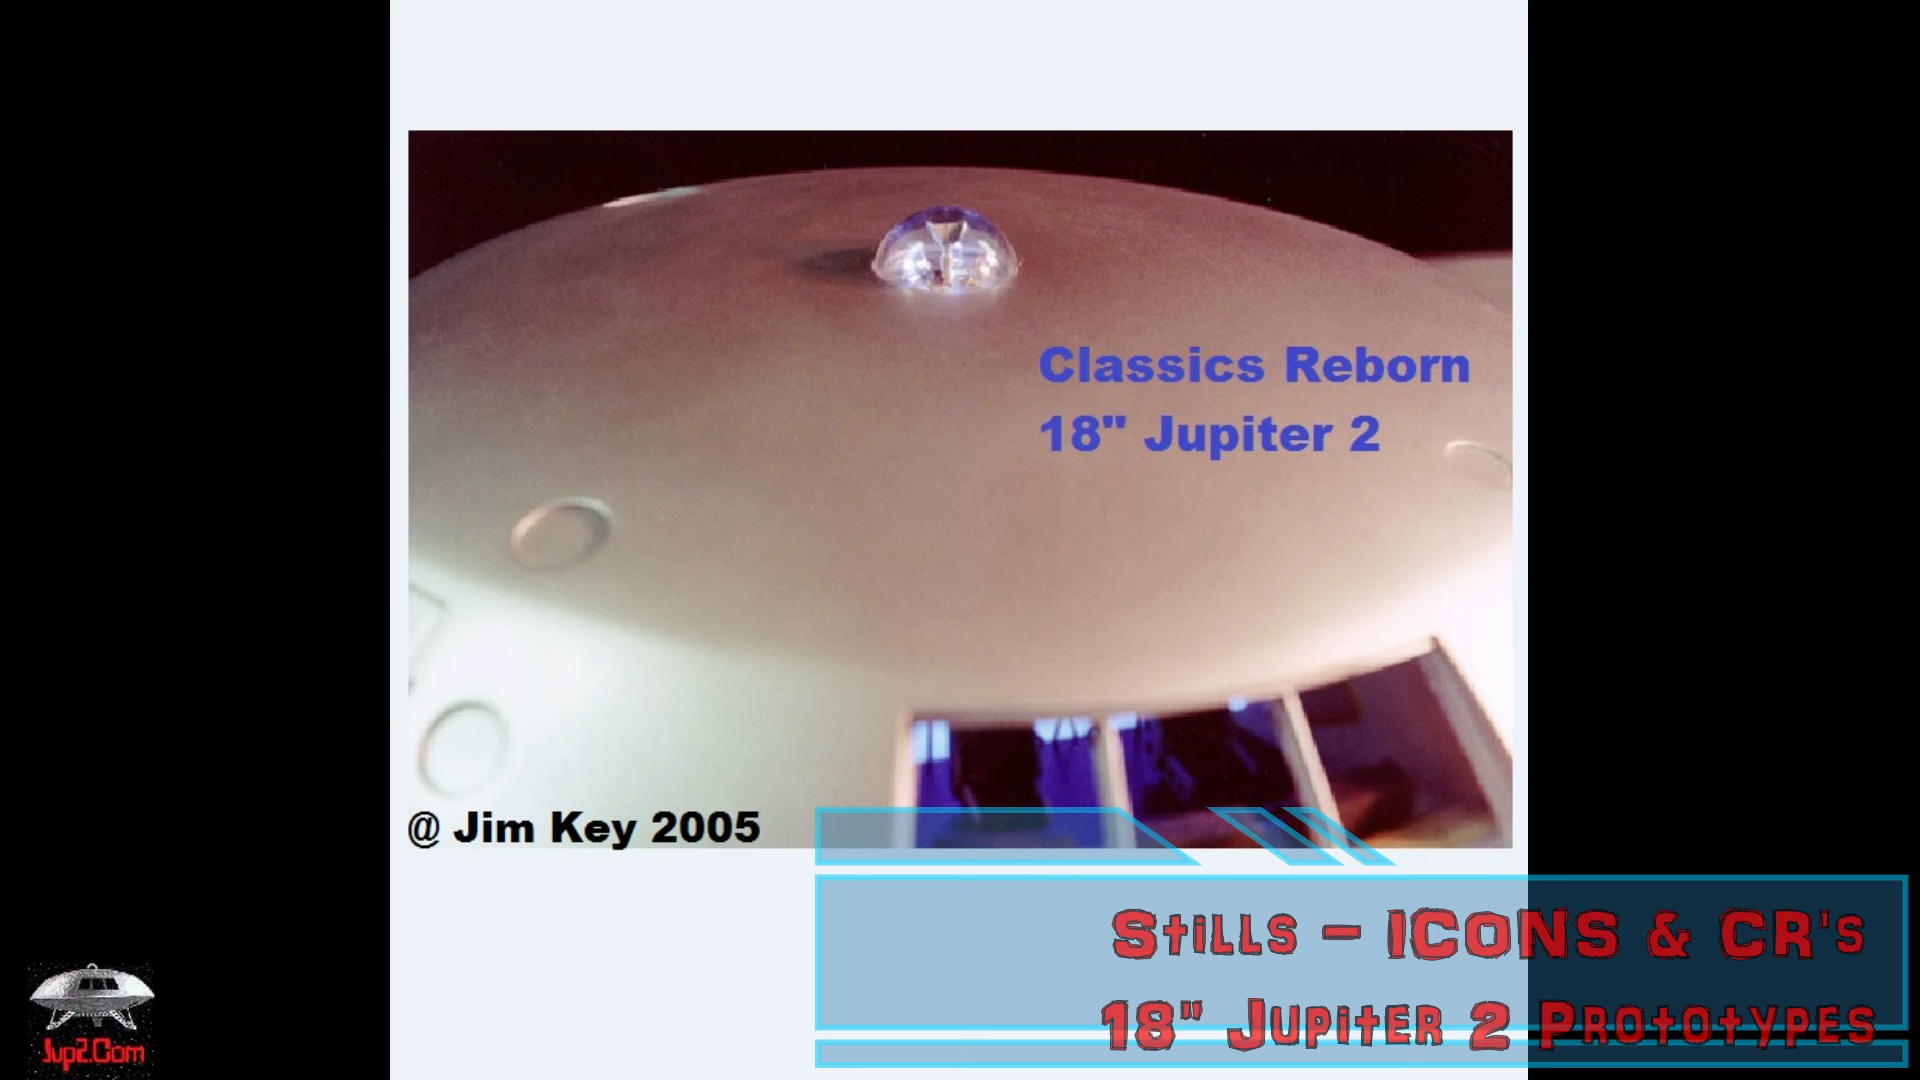 Classics Reborn
18" Jupiter 2
@ Jim Key 2005
Stills - ICONS & CR's
18" Jupiter 2 Prototypes
Jup2.Com